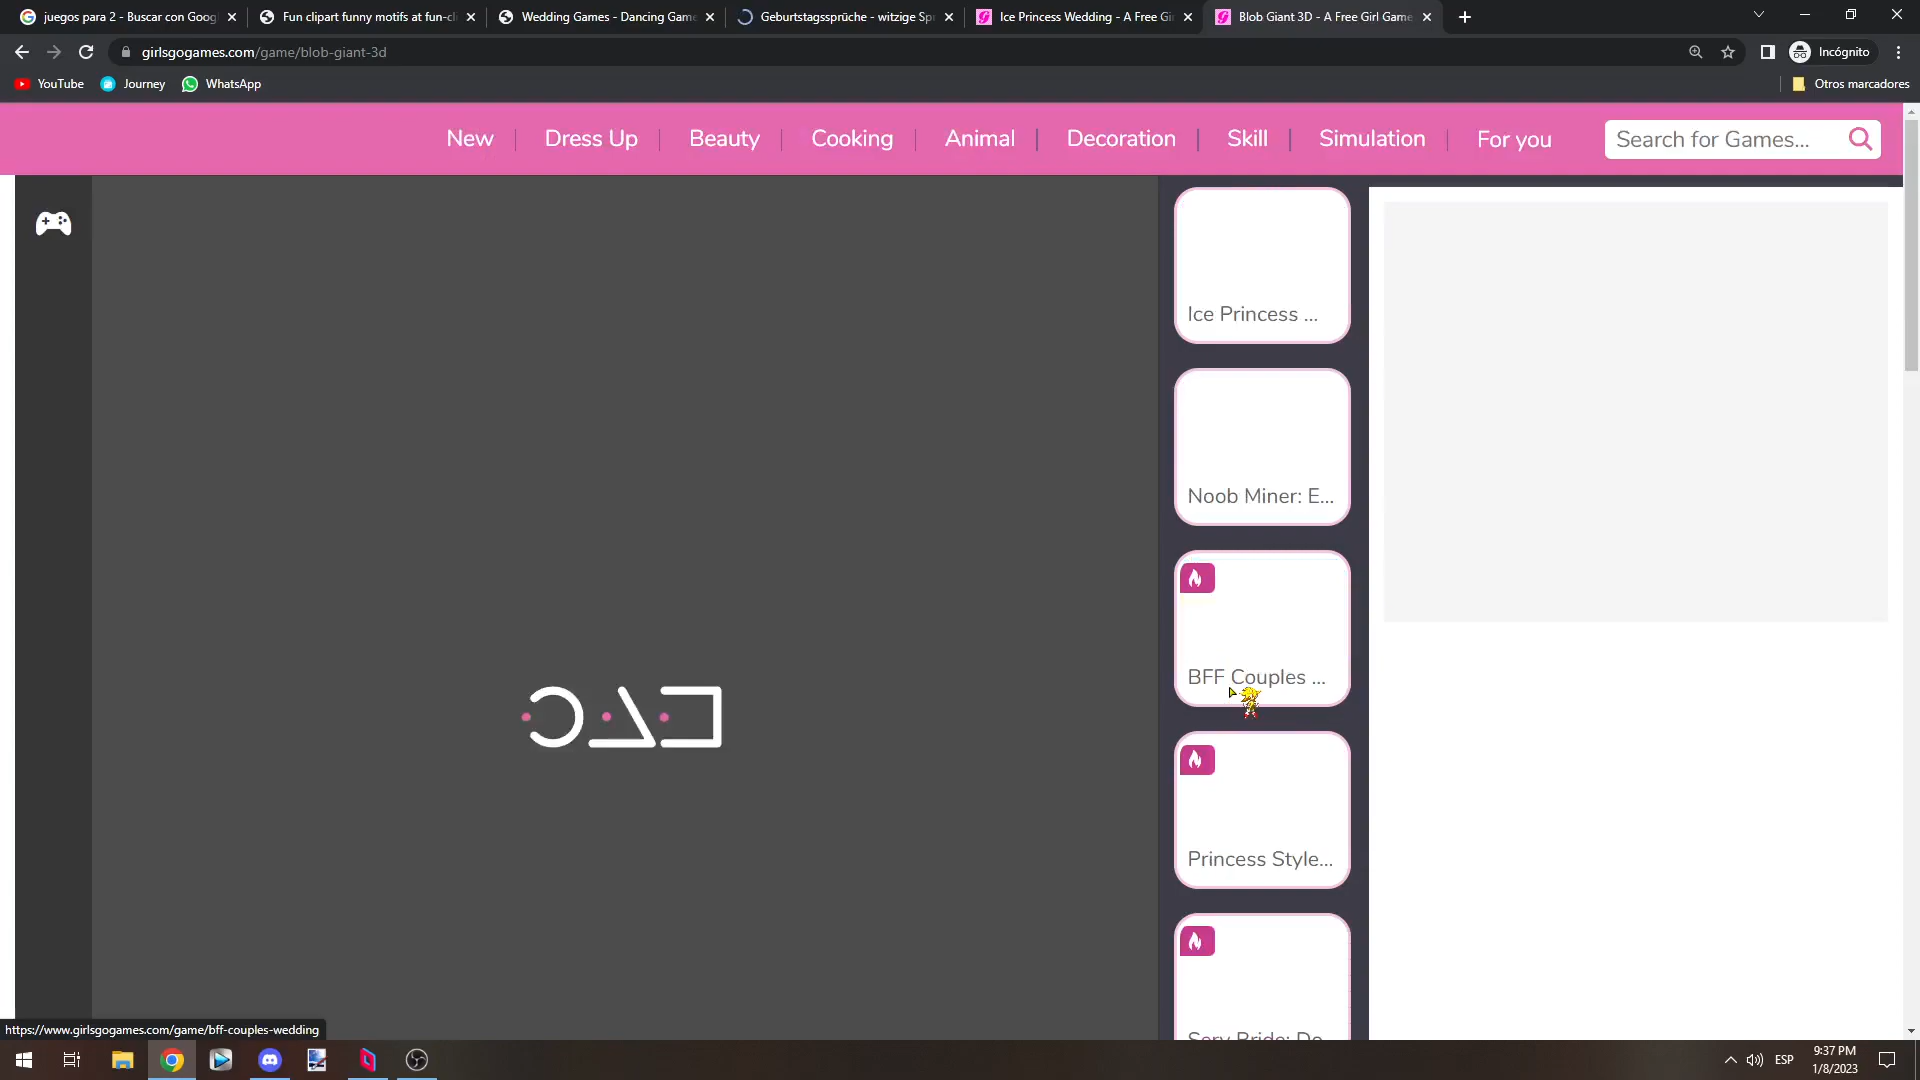 juegos para 2 - Buscar con Goog
Fun clipart funny motifs at fun-cli
Wedding Games - Dancing Game
Geburtstagssprüche - witzige Spr
Ice Princess Wedding - A Free Gir
Blob Giant 3D - A Free Girl Game
girlsgogames.com/game/blob-giant-3d
Incógnito
YouTube
Journey
WhatsApp
Otros marcadores
New
Dress Up
Beauty
Cooking
Animal
Decoration
Skill
Simulation
For you
Search for Games...
Ice Princess ...
Noob Miner: E...
BFF Couples ...
Princess Style...
https://www.girlsgogames.com/game/bff-couples-wedding
ESP
9:37 PM
1/8/2023